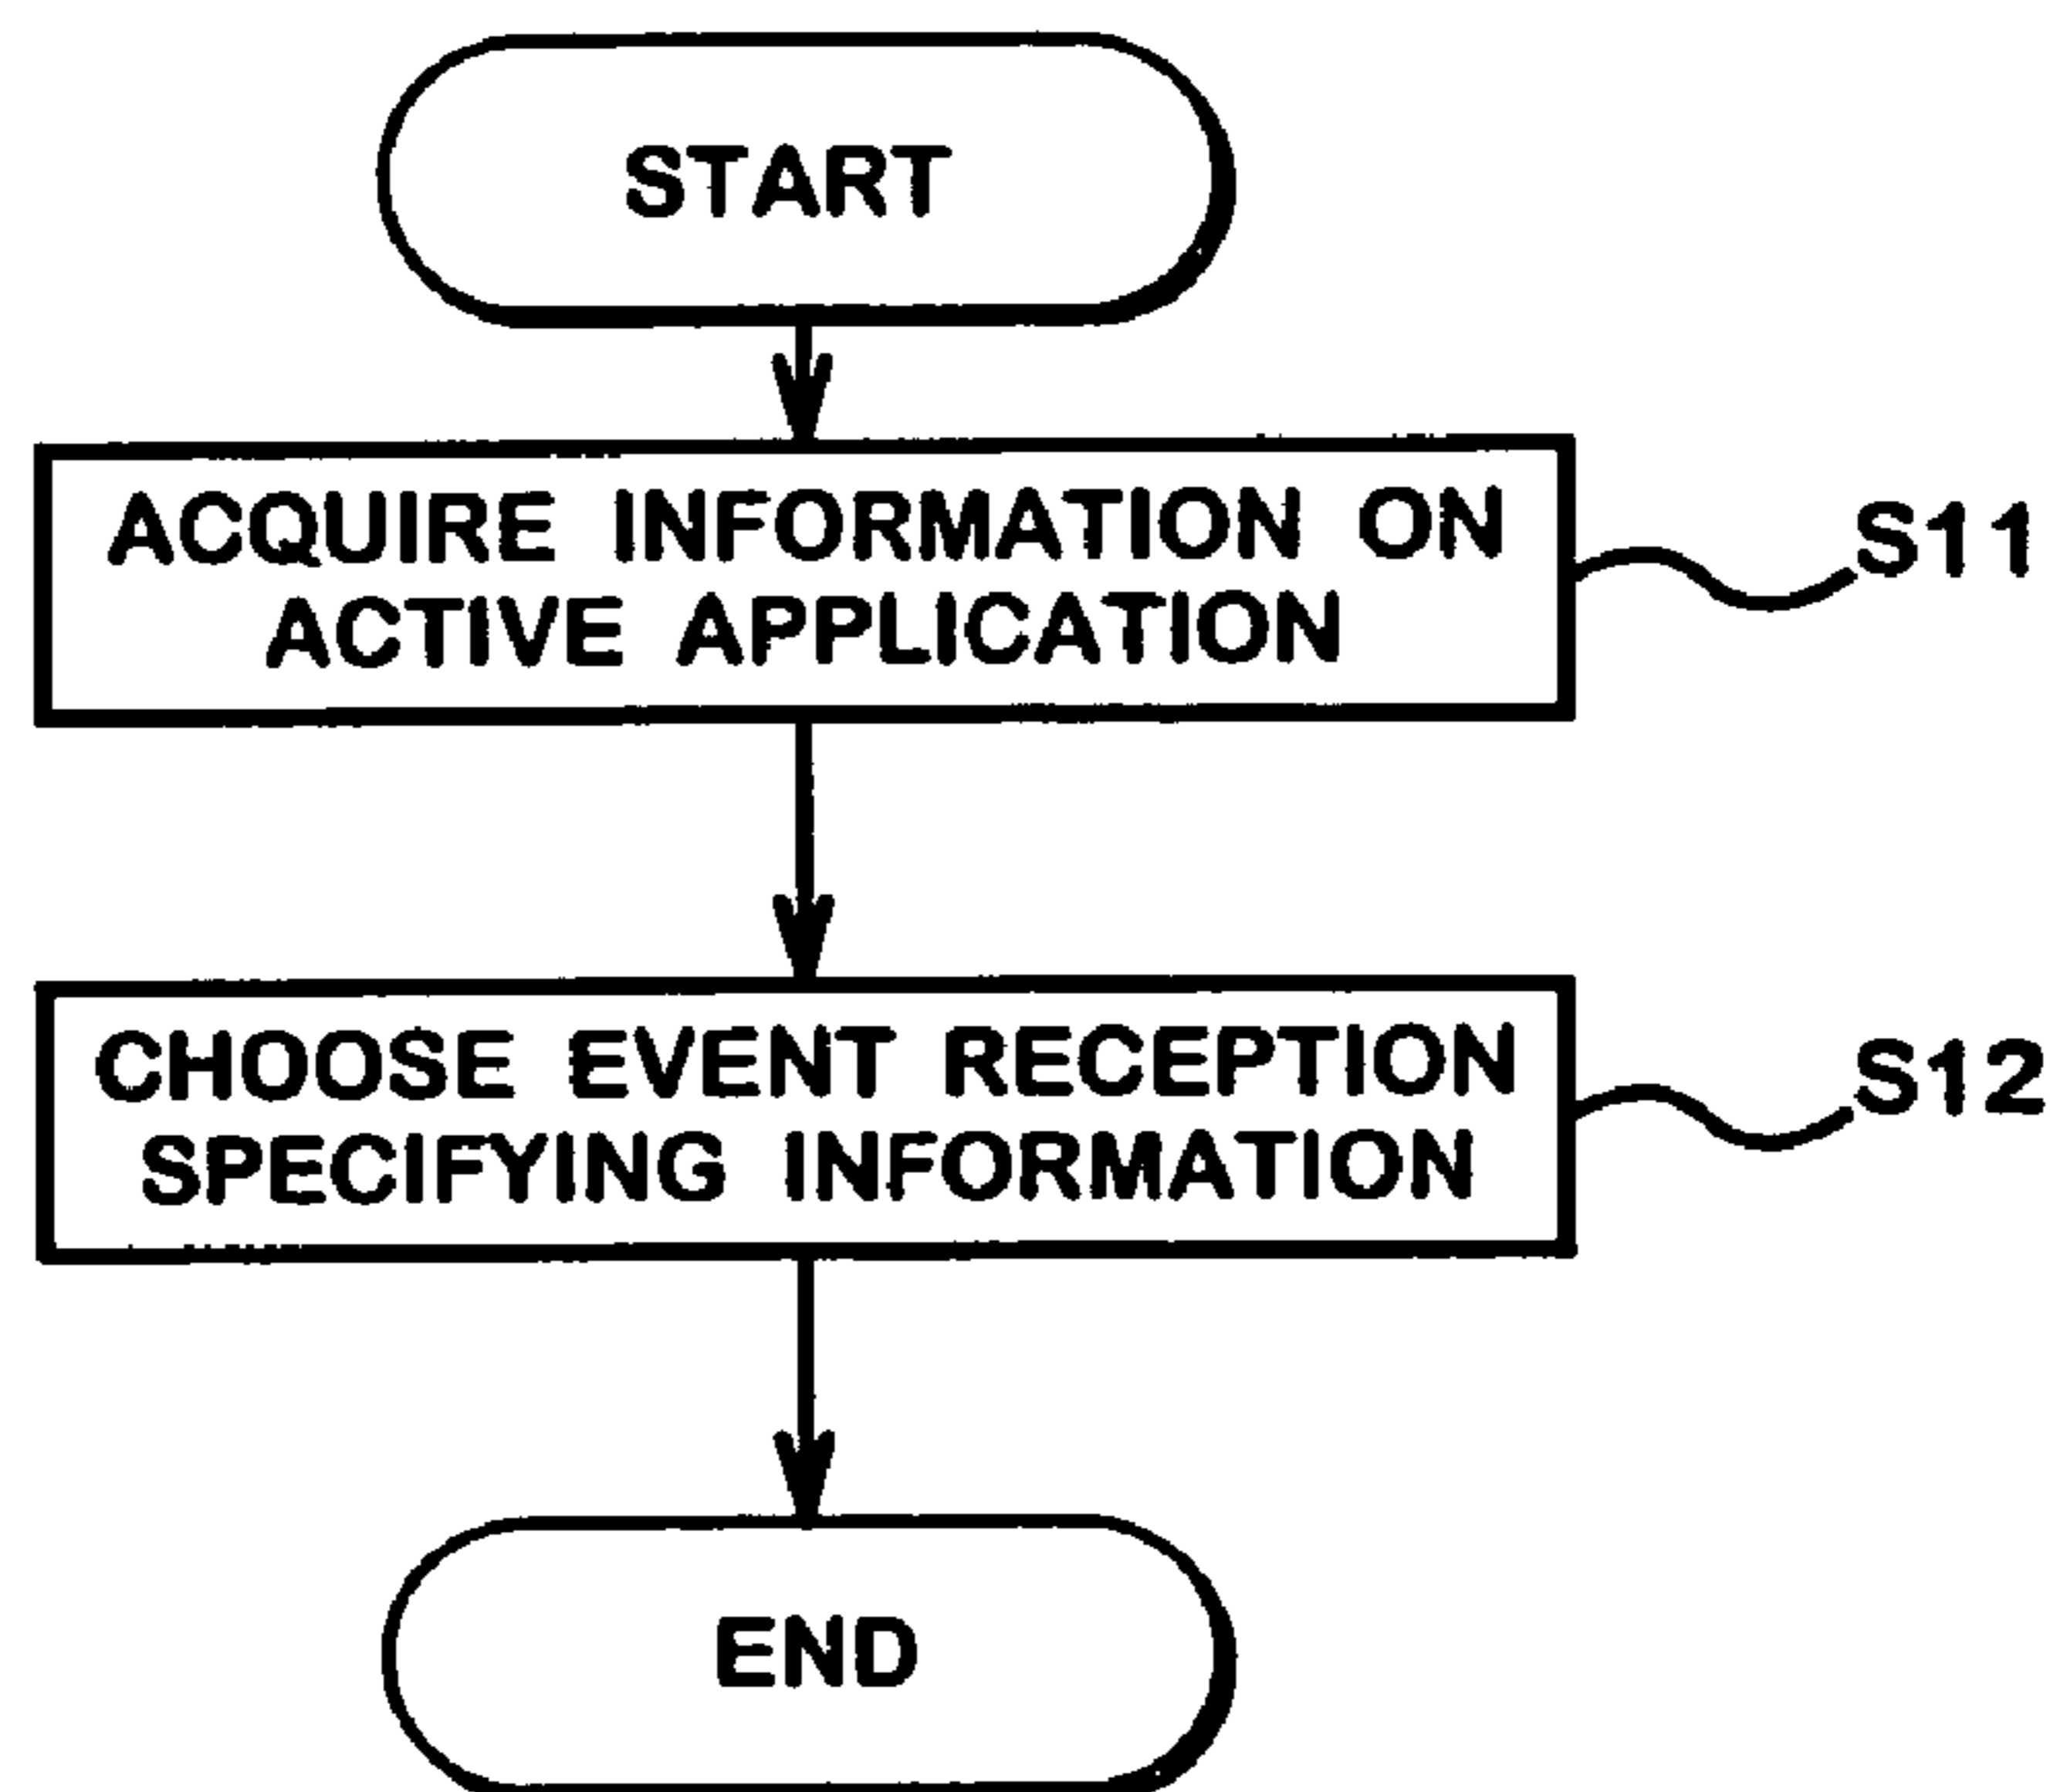 START
ACQUIRE INFORMATION ON
ACTIVE APPLICATION
S11
CHOOSE EVENT RECEPTION
SPECIFYING INFORMATION
S12
END